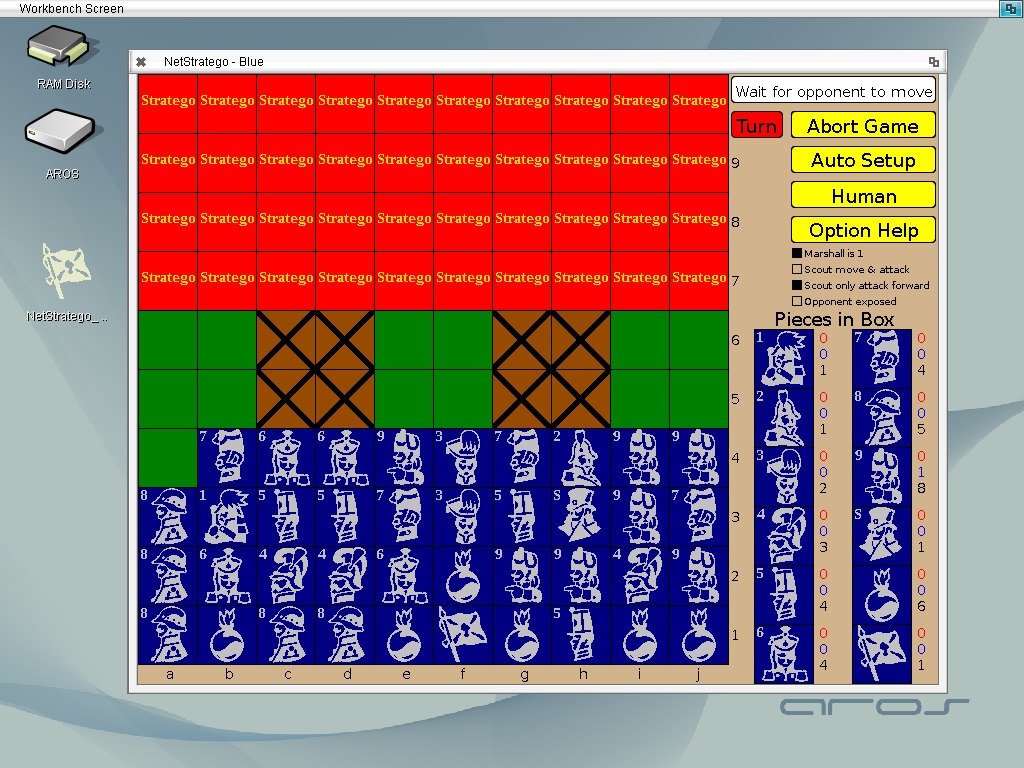 Workbench Screen
RAM Disk
AROS
NetStratego_ ..
NetStratego - Blue
Stratego Stratego Stratego Stratego Stratego Stratego Stratego Stratego Stratego Stratego
Stratego Stratego Stratego Stratego Stratego Stratego Stratego Stratego Stratego Stratego
Stratego Stratego Stratego Stratego Stratego Stratego Stratego Stratego Stratego Stratego
Stratego Stratego Stratego Stratego Stratego Stratego Stratego Stratego Stratego Stratego
7 6 6 9 3 7 2 9 9
8 1 5 5 7 3 5 S 9 7
8 6 4 4 6 9 9 4 9
8 8 8 5
a b c d e f g h i j
9
8
7
6
5
4
3
2
1
Wait for opponent to move
Turn
Abort Game
Auto Setup
Human
Option Help
Marshall is 1
Scout move & attack
Scout only attack forward
Opponent exposed
Pieces in Box
1 0 7 0
0 0
1 4
2 0 8 0
0 0
1 5
3 0 9 0
0 1
2 8
4 0 S 0
0 0
3 1
5 0 0
0 0
4 6
6 0 0
0 0
4 1
aros